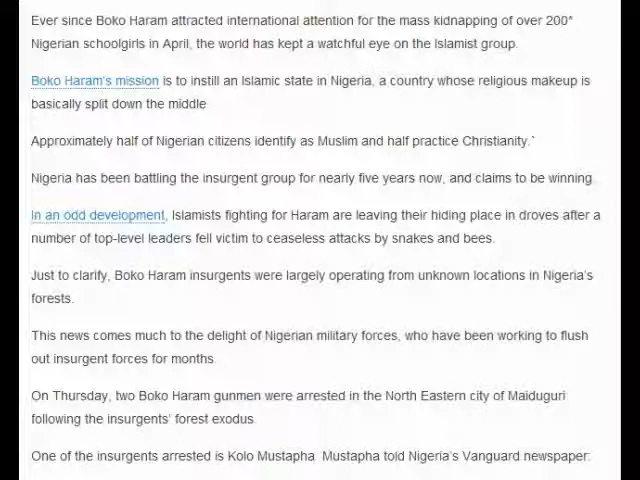 Ever since Boko Haram attracted international attention for the mass kidnapping of over 200*
Nigerian schoolgirls in April, the world has kept a watchful eye on the Islamist group.
Boko Haram's mission is to instill an Islamic state in Nigeria, a country whose religious makeup is
basically split down the middle
Approximately half of Nigerian citizens identify as Muslim and half practice Christianity.`
Nigeria has been battling the insurgent group for nearly five years now, and claims to be winning
In an odd development, Islamists fighting for Haram are leaving their hiding place in droves after a
number of top-level leaders fell victim to ceaseless attacks by snakes and bees.
Just to clarify, Boko Haram insurgents were largely operating from unknown locations in Nigeria's
forests.
This news comes much to the delight of Nigerian military forces, who have been working to flush
out insurgent forces for months.
On Thursday, two Boko Haram gunmen were arrested in the North Eastern city of Maiduguri
following the insurgents' forest exodus
One of the insurgents arrested is Kolo Mustapha Mustapha told Nigeria's Vanguard newspaper: